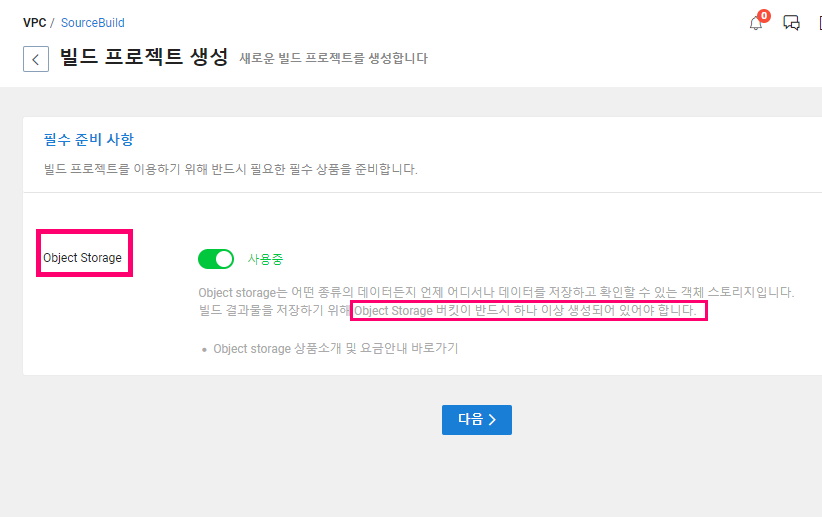 VPC / SourceBuild
0
빌드 프로젝트 생성 새로운 빌드 프로젝트를 생성합니다
필수 준비 사항
빌드 프로젝트를 이용하기 위해 반드시 필요한 필수 상품을 준비합니다.
Object Storage
사용중
Object storage는 어떤 종류의 데이터든지 언제 어디서나 데이터를 저장하고 확인할 수 있는 객체 스토리지입니다.
빌드 결과물을 저장하기 위해 Object Storage 버킷이 반드시 하나 이상 생성되어 있어야 합니다.
• Object storage 상품소개 및 요금안내 바로가기
다음 >